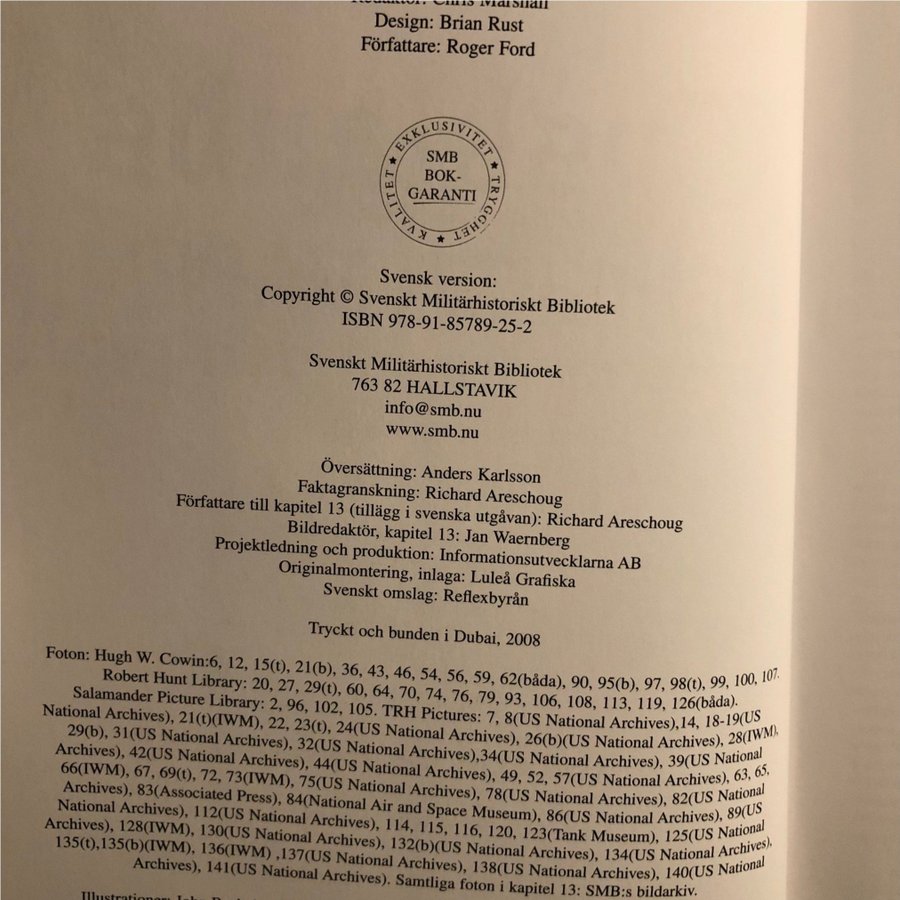 Redaktör: Chris Marshall
Design: Brian Rust
Författare: Roger Ford
KVALITET ★ EXKLUSIVITET ★ TRYGGHET ★
SMB
BOK-
GARANTI
Svensk version:
Copyright © Svenskt Militärhistoriskt Bibliotek
ISBN 978-91-85789-25-2
Svenskt Militärhistoriskt Bibliotek
763 82 HALLSTAVIK
info@smb.nu
www.smb.nu
Översättning: Anders Karlsson
Faktagranskning: Richard Areschoug
Författare till kapitel 13 (tillägg i svenska utgåvan): Richard Areschoug
Bildredaktör, kapitel 13: Jan Waernberg
Projektledning och produktion: Informationsutvecklarna AB
Originalmontering, inlaga: Luleå Grafiska
Svenskt omslag: Reflexbyrån
Tryckt och bunden i Dubai, 2008
Foton: Hugh W. Cowin:6, 12, 15(t), 21(b), 36, 43, 46, 54, 56, 59, 62(båda), 90, 95(b), 97, 98(t), 99, 100, 107.
Robert Hunt Library: 20, 27, 29(t), 60, 64, 70, 74, 76, 79, 93, 106, 108, 113, 119, 126(båda).
Salamander Picture Library: 2, 96, 102, 105. TRH Pictures: 7, 8(US National Archives),14, 18-19(US
National Archives), 21(t)(IWM), 22, 23(t), 24(US National Archives), 26(b)(US National Archives), 28(IWM),
29(b), 31(US National Archives), 32(US National Archives),34(US National Archives), 39(US National
Archives), 42(US National Archives), 44(US National Archives), 49, 52, 57(US National Archives), 63, 65,
66(IWM), 67, 69(t), 72, 73(IWM), 75(US National Archives), 78(US National Archives), 82(US National
Archives), 83(Associated Press), 84(National Air and Space Museum), 86(US National Archives), 89(US
National Archives), 112(US National Archives), 114, 115, 116, 120, 123(Tank Museum), 125(US National
Archives), 128(IWM), 130(US National Archives), 132(b)(US National Archives), 134(US National Archives),
135(t),135(b)(IWM), 136(IWM) ,137(US National Archives), 138(US National Archives), 140(US National
Archives), 141(US National Archives). Samtliga foton i kapitel 13: SMB:s bildarkiv.
Illustrationer: